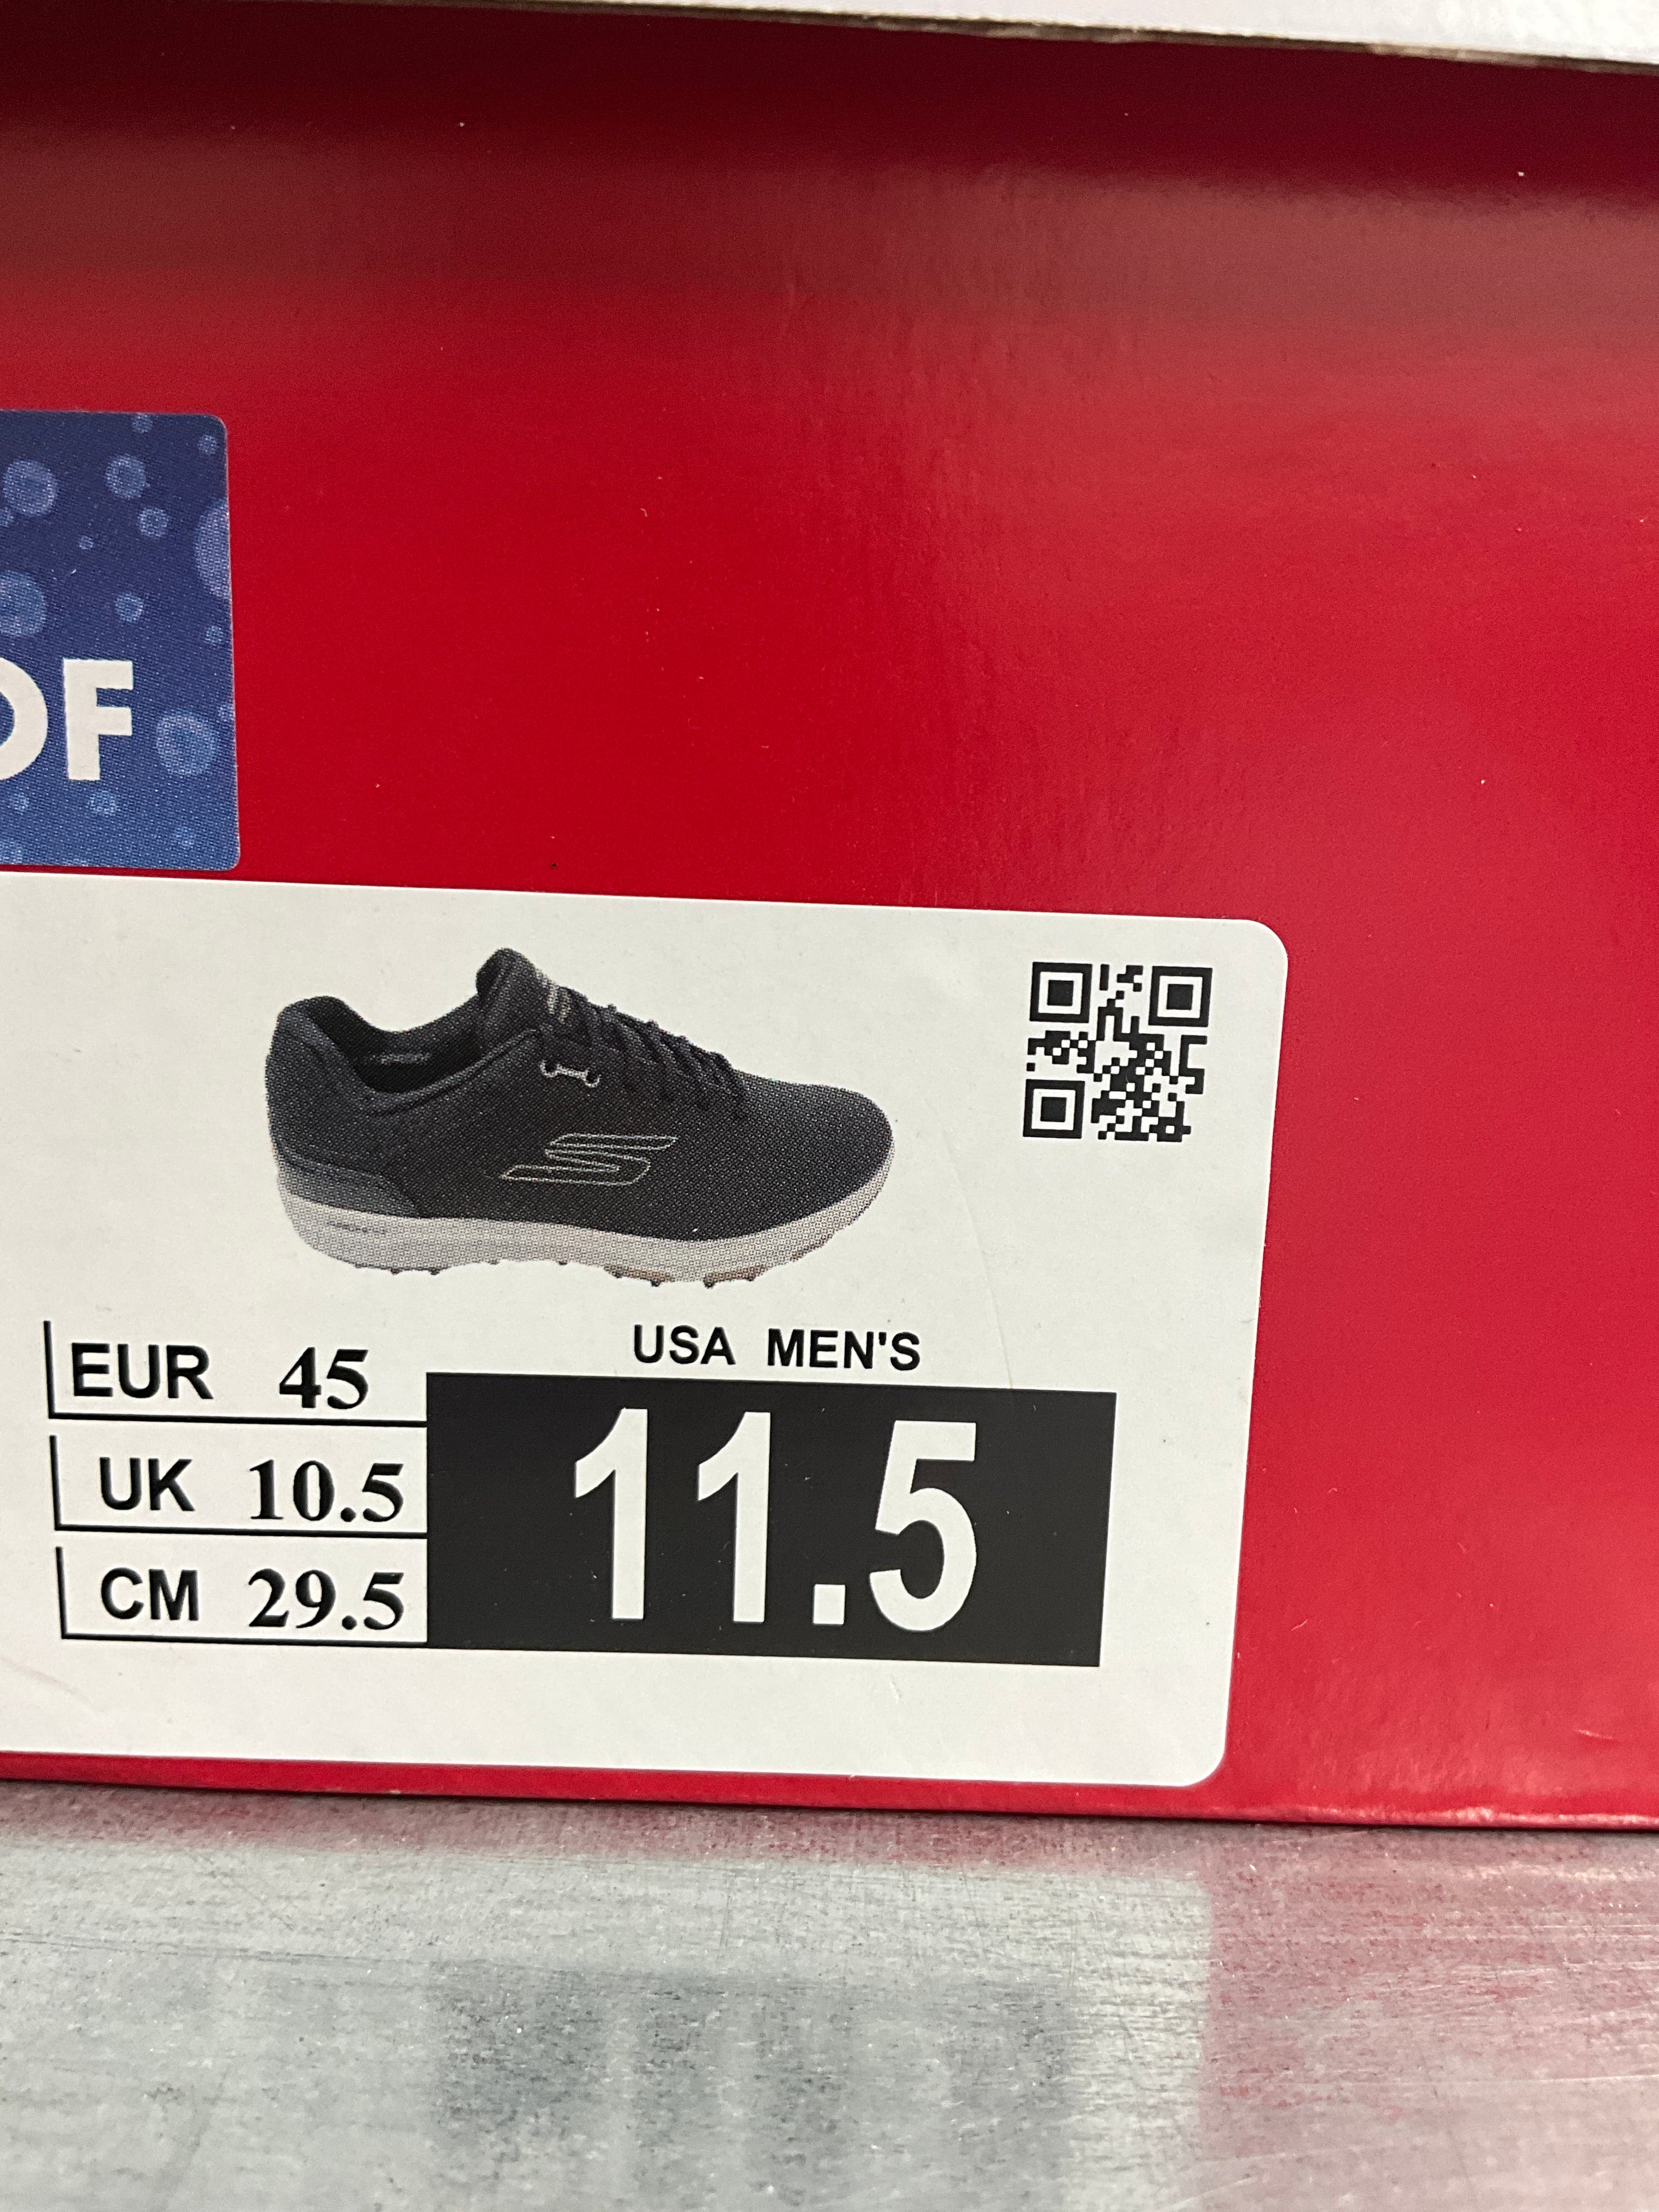 OF
USA MEN'S
EUR 45
UK 10.5
CM 29.5
11.5